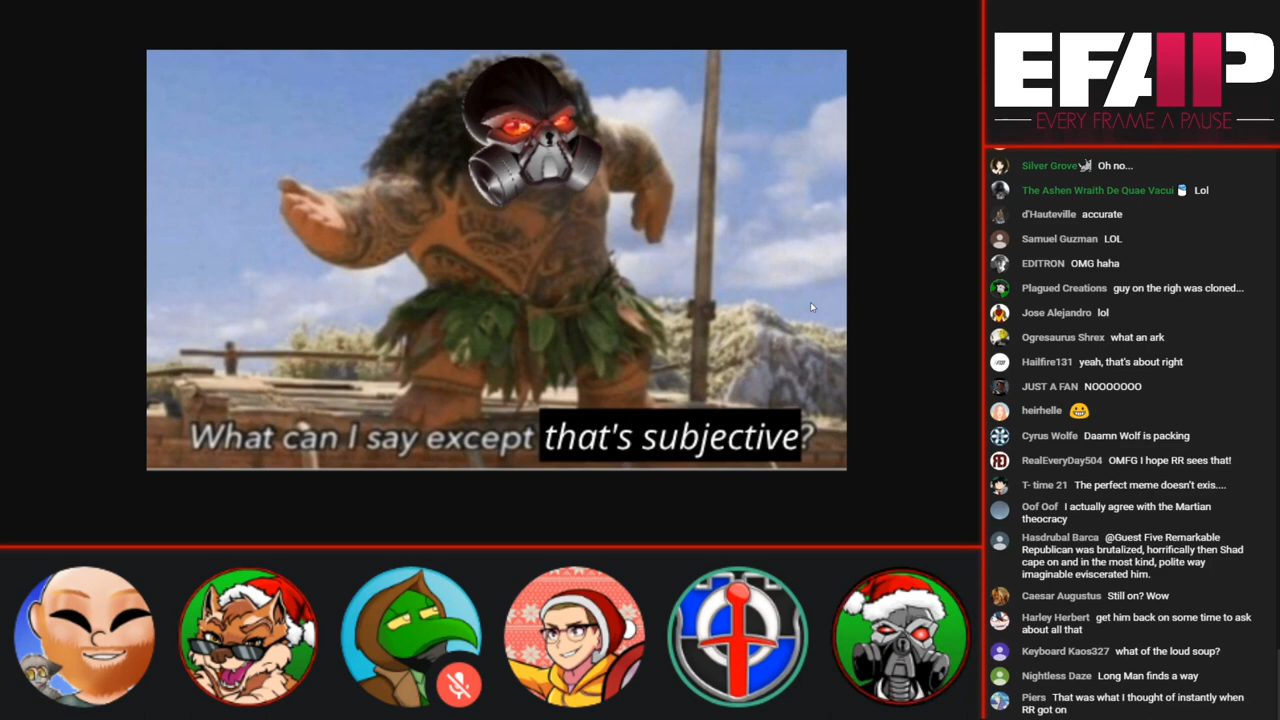 What can I say except that's subjective?
EFAP
EVERY FRAME A PAUSE
Silver Grove Oh no...
The Ashen Wraith De Quae Vacui Lol
d'Hauteville accurate
Samuel Guzman LOL
EDITRON OMG haha
Plagued Creations guy on the righ was cloned...
Jose Alejandro lol
Ogresaurus Shrex what an ark
Hailfire131 yeah, that's about right
JUST A FAN NOOOOOOO
heirhelle
Cyrus Wolfe Daamn Wolf is packing
RealEveryDay504 OMFG I hope RR sees that!
T- time 21 The perfect meme doesn't exis....
Oof Oof I actually agree with the Martian
theocracy
Hasdrubal Barca @Guest Five Remarkable
Republican was brutalized, horrifically then Shad
cape on and in the most kind, polite way
imaginable eviscerated him.
Caesar Augustus Still on? Wow
Harley Herbert get him back on some time to ask
about all that
Keyboard Kaos327 what of the loud soup?
Nightless Daze Long Man finds a way
Piers That was what I thought of instantly when
RR got on